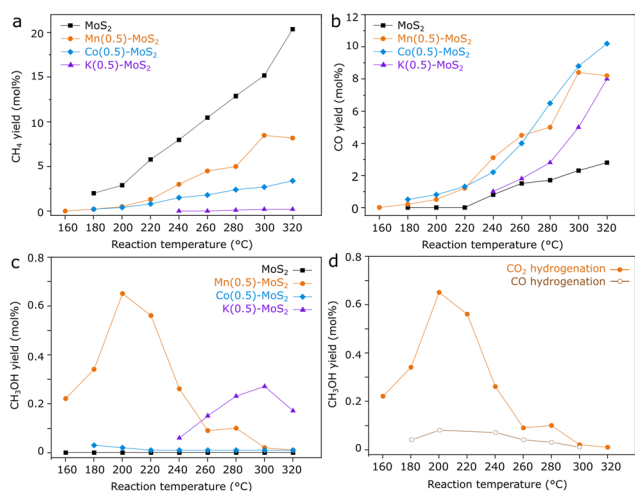 a
MoS2
Mn(0.5)-MoS2
Co(0.5)-MoS2
K(0.5)-MoS2
CH4 yield (mol%)
20
15
10
5
0
160 180 200 220 240 260 280 300 320
Reaction temperature (°C)
b
MoS2
Mn(0.5)-MoS2
Co(0.5)-MoS2
K(0.5)-MoS2
CO yield (mol%)
12
10
8
6
4
2
0
160 180 200 220 240 260 280 300 320
Reaction temperature (°C)
c
MoS2
Mn(0.5)-MoS2
Co(0.5)-MoS2
K(0.5)-MoS2
CH3OH yield (mol%)
0.8
0.6
0.4
0.2
0
160 180 200 220 240 260 280 300 320
Reaction temperature (°C)
d
CO2 hydrogenation
CO hydrogenation
CH3OH yield (mol%)
0.8
0.6
0.4
0.2
0
160 180 200 220 240 260 280 300 320
Reaction temperature (°C)